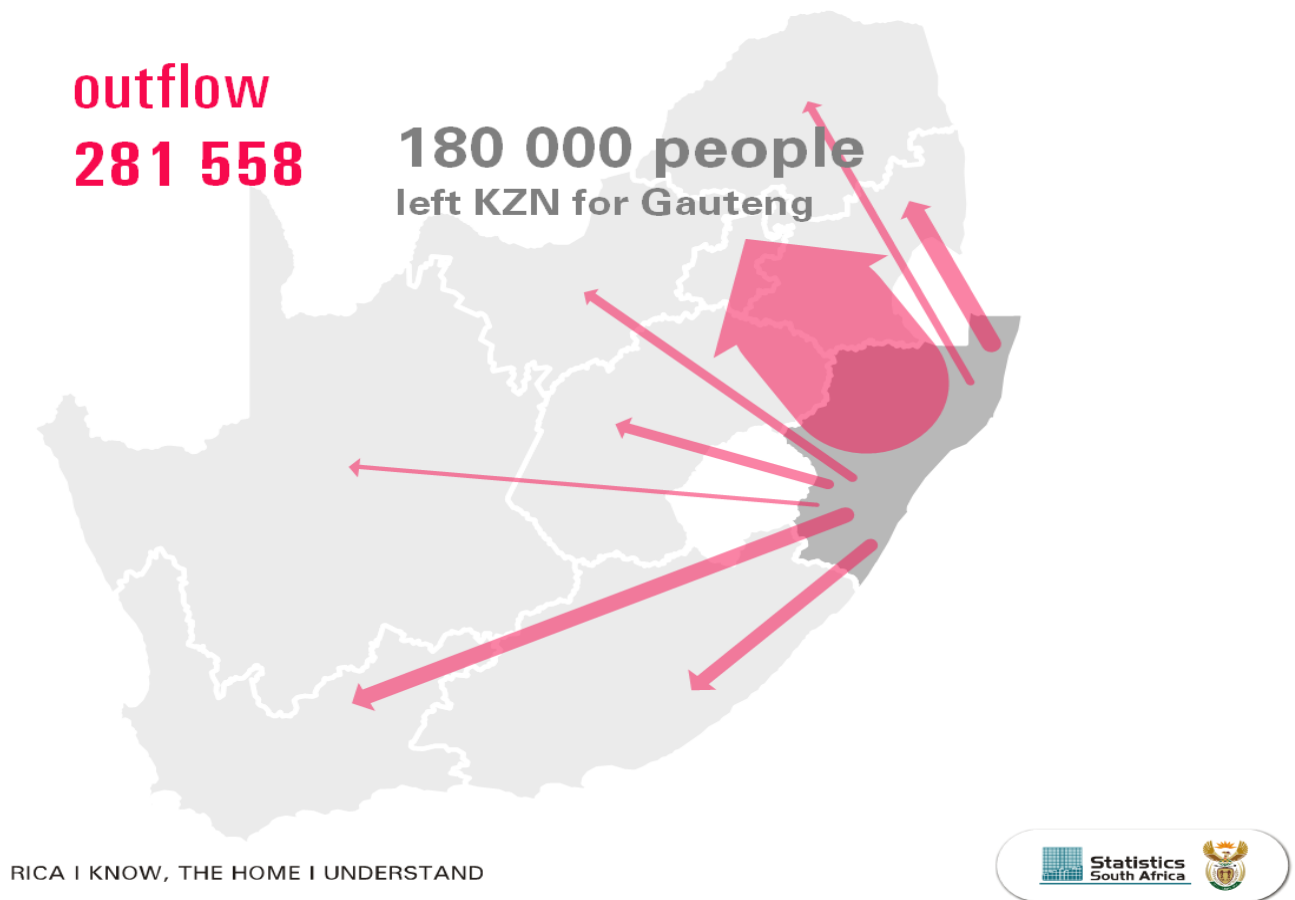 outflow
281 558
180 000 people
left KZN for Gauteng
RICA I KNOW, THE HOME I UNDERSTAND
Statistics
South Africa